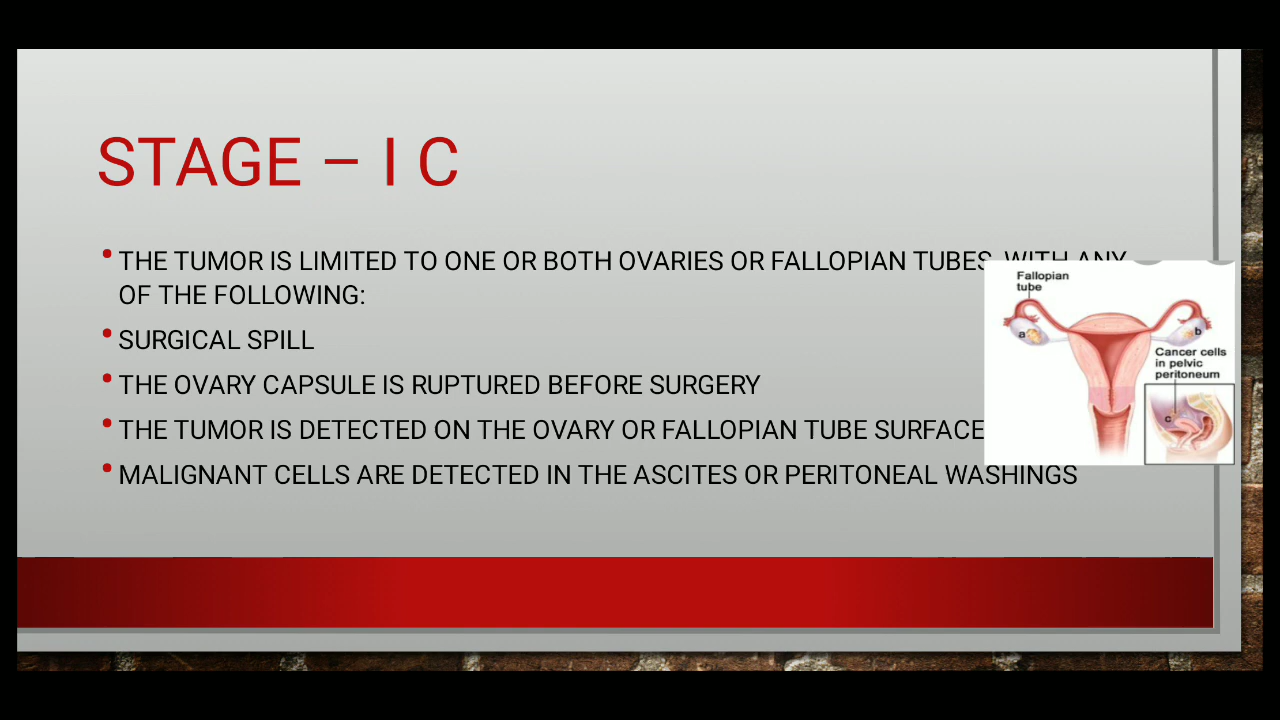 STAGE – I C
• THE TUMOR IS LIMITED TO ONE OR BOTH OVARIES OR FALLOPIAN TUBES, WITH ANY
OF THE FOLLOWING:
• SURGICAL SPILL
• THE OVARY CAPSULE IS RUPTURED BEFORE SURGERY
• THE TUMOR IS DETECTED ON THE OVARY OR FALLOPIAN TUBE SURFACE
• MALIGNANT CELLS ARE DETECTED IN THE ASCITES OR PERITONEAL WASHINGS
Fallopian
tube
a
b
Cancer cells
in pelvic
peritoneum
c